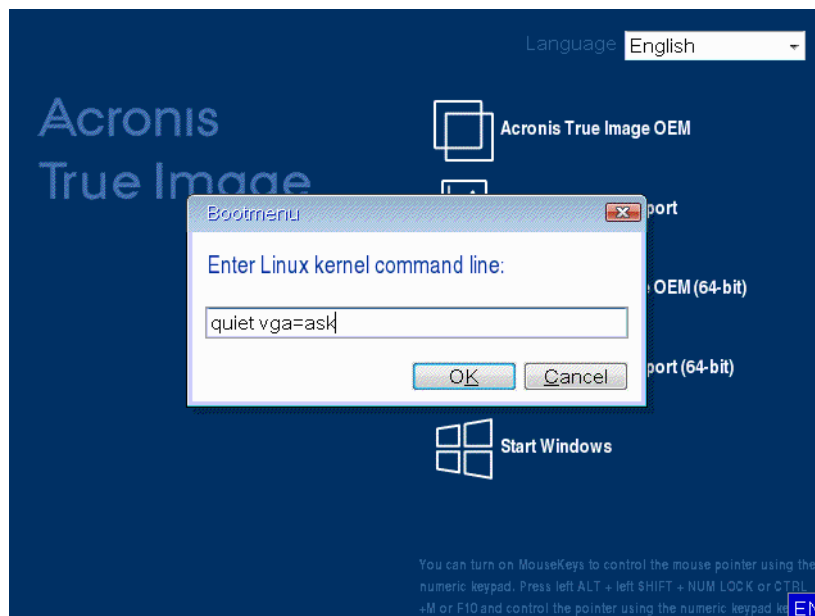 Language English
Acronis
True Image
Acronis True Image OEM
port
Bootmenu
Enter Linux kernel command line:
OEM (64-bit)
quiet vga=ask
OK Cancel
port (64-bit)
Start Windows
You can turn on MouseKeys to control the mouse pointer using the
numeric keypad. Press left ALT + left SHIFT + NUM LOCK or CTRL
+M or F10 and control the pointer using the numeric keypad ke
EN